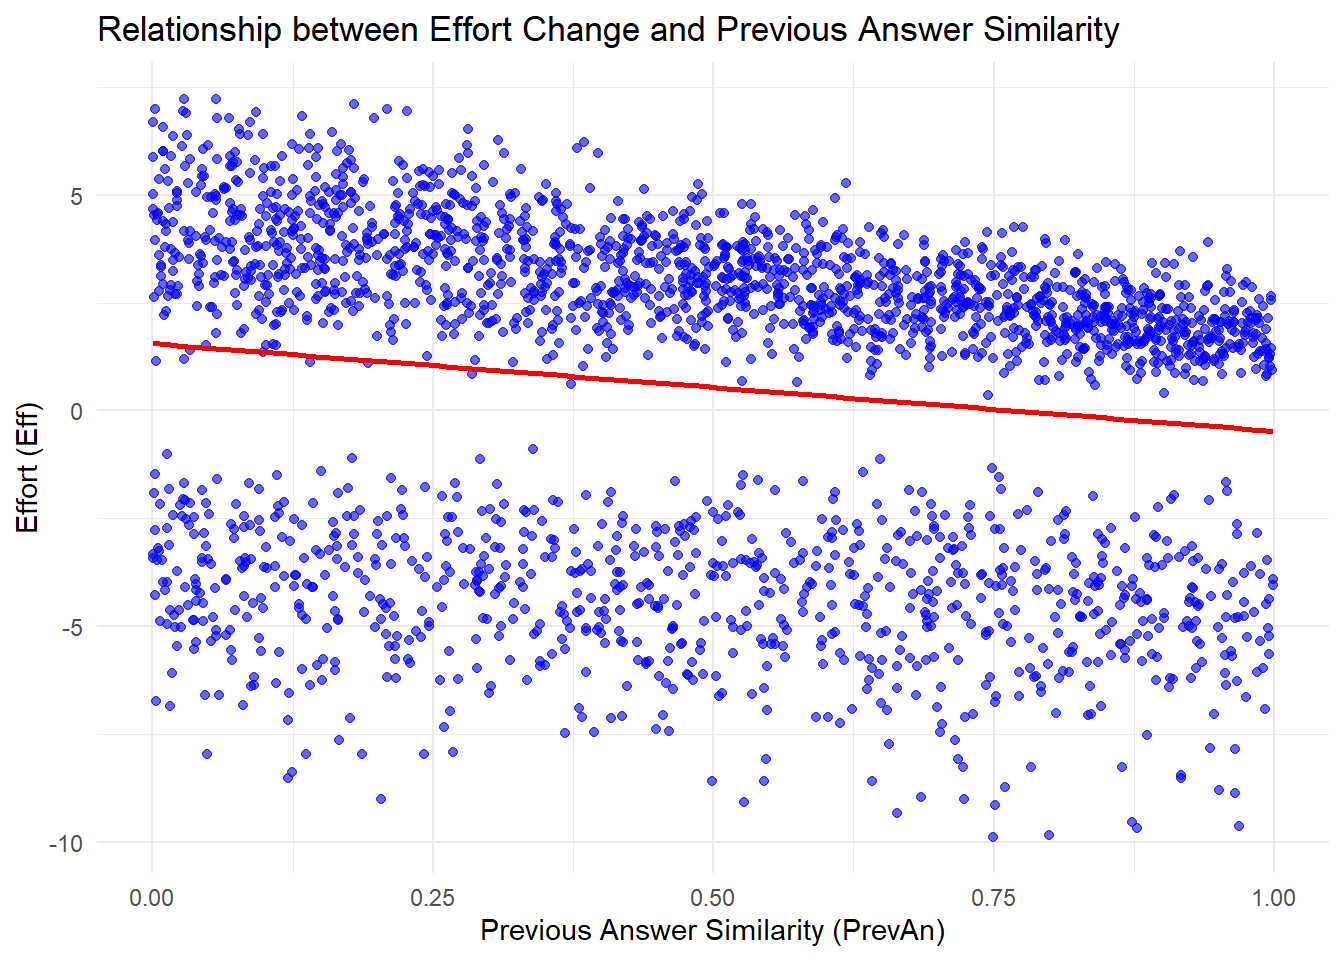 Relationship between Effort Change and Previous Answer Similarity
Effort (Eff)
5
0
-5
-10
0.00 0.25 0.50 0.75 1.00
Previous Answer Similarity (PrevAn)